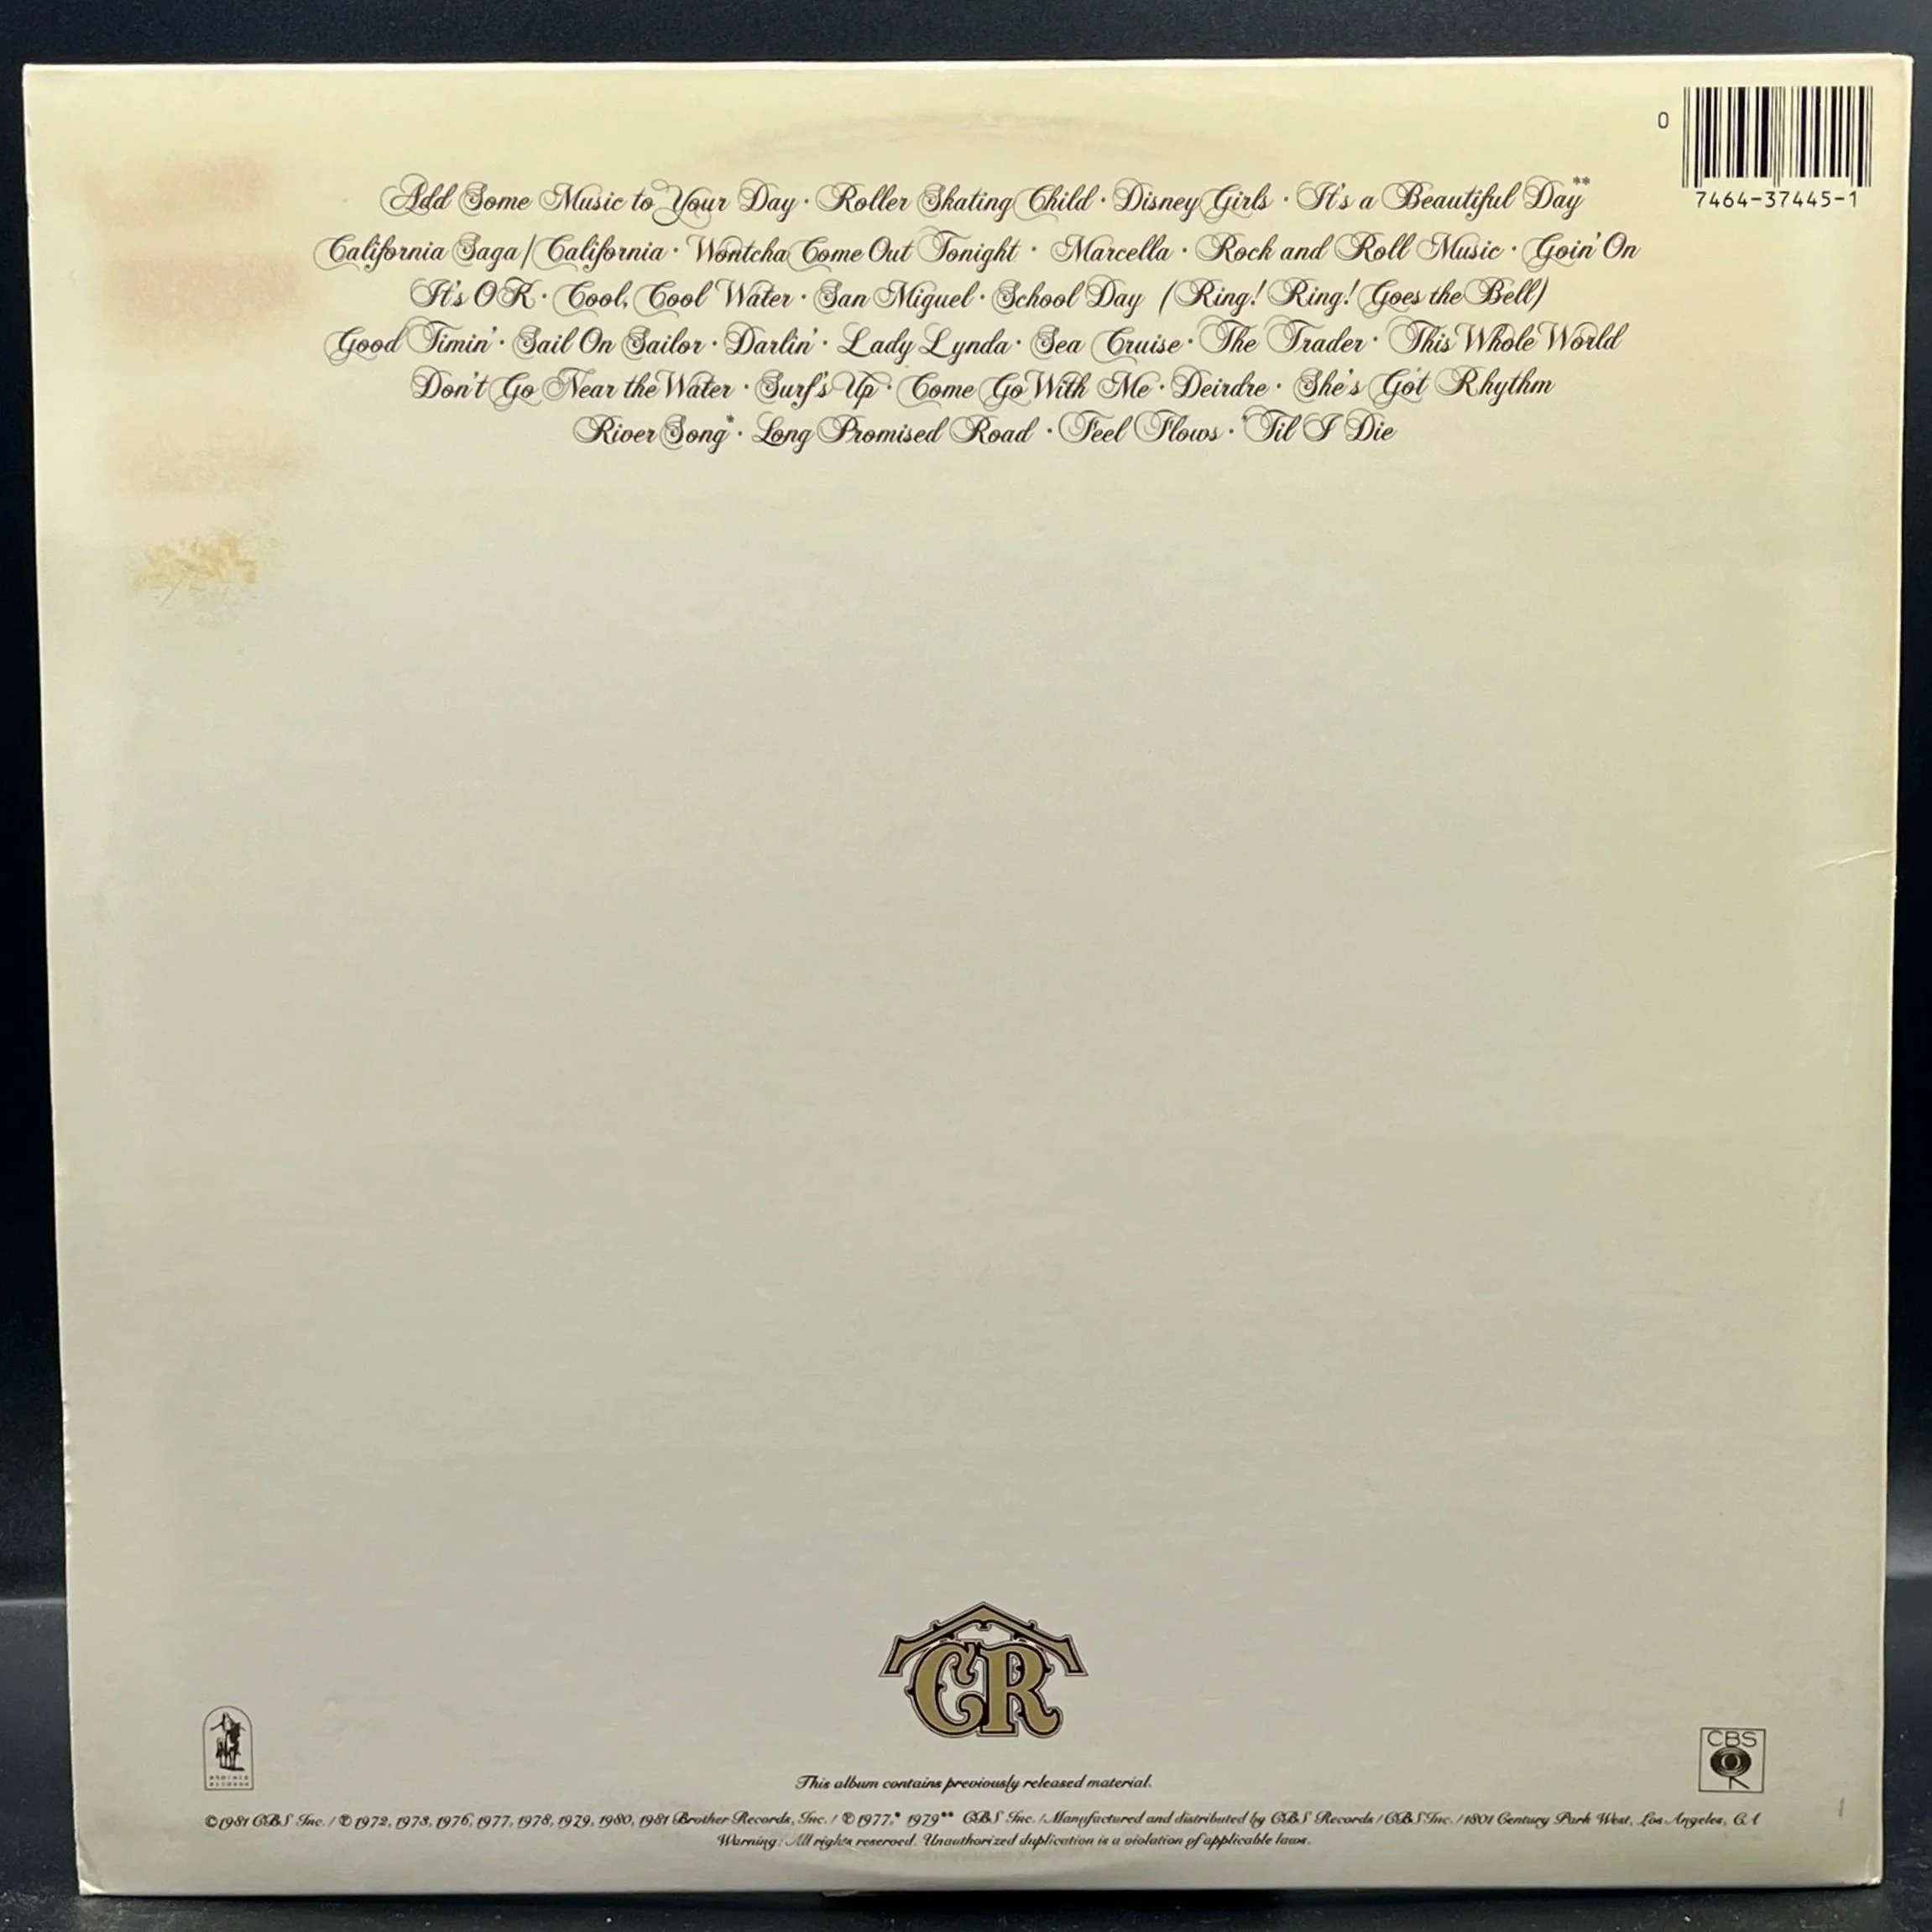 0
7464-37445-1
Add Some Music to Your Day · Roller Skating Child · Disney Girls · It's a Beautiful Day**
California Saga/California · Wontcha Come Out Tonight · Marcella · Rock and Roll Music · Goin' On
It's OK · Cool, Cool Water · San Miguel · School Day (Ring! Ring! Goes the Bell)
Good Timin' · Sail On Sailor · Darlin' · Lady Lynda · Sea Cruise · The Trader · This Whole World
Don't Go Near the Water · Surf's Up · Come Go With Me · Deirdre · She's Got Rhythm
River Song* · Long Promised Road · Feel Flows · 'Til I Die
CR
BROTHER
RECORDS
CBS
This album contains previously released material.
©1981 CBS Inc. / ℗ 1972, 1973, 1976, 1977, 1978, 1979, 1980, 1981 Brother Records, Inc. / ℗ 1977,* 1979** CBS Inc. / Manufactured and distributed by CBS Records / CBS Inc. / 1801 Century Park West, Los Angeles, CA
Warning: All rights reserved. Unauthorized duplication is a violation of applicable laws.